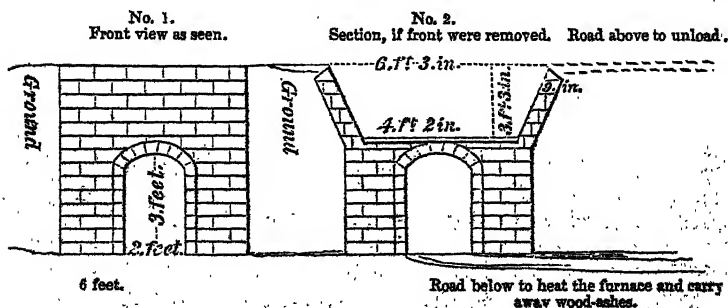 No. 1.
Front view as seen.
No. 2.
Section, if front were removed.
Road above to unload.
Ground
Ground
6.ft 3.in.
3.ft 3 in.
9. in.
4.ft 2 in.
3 feet.
2 feet.
6 feet.
Road below to heat the furnace and carry
away wood-ashes.